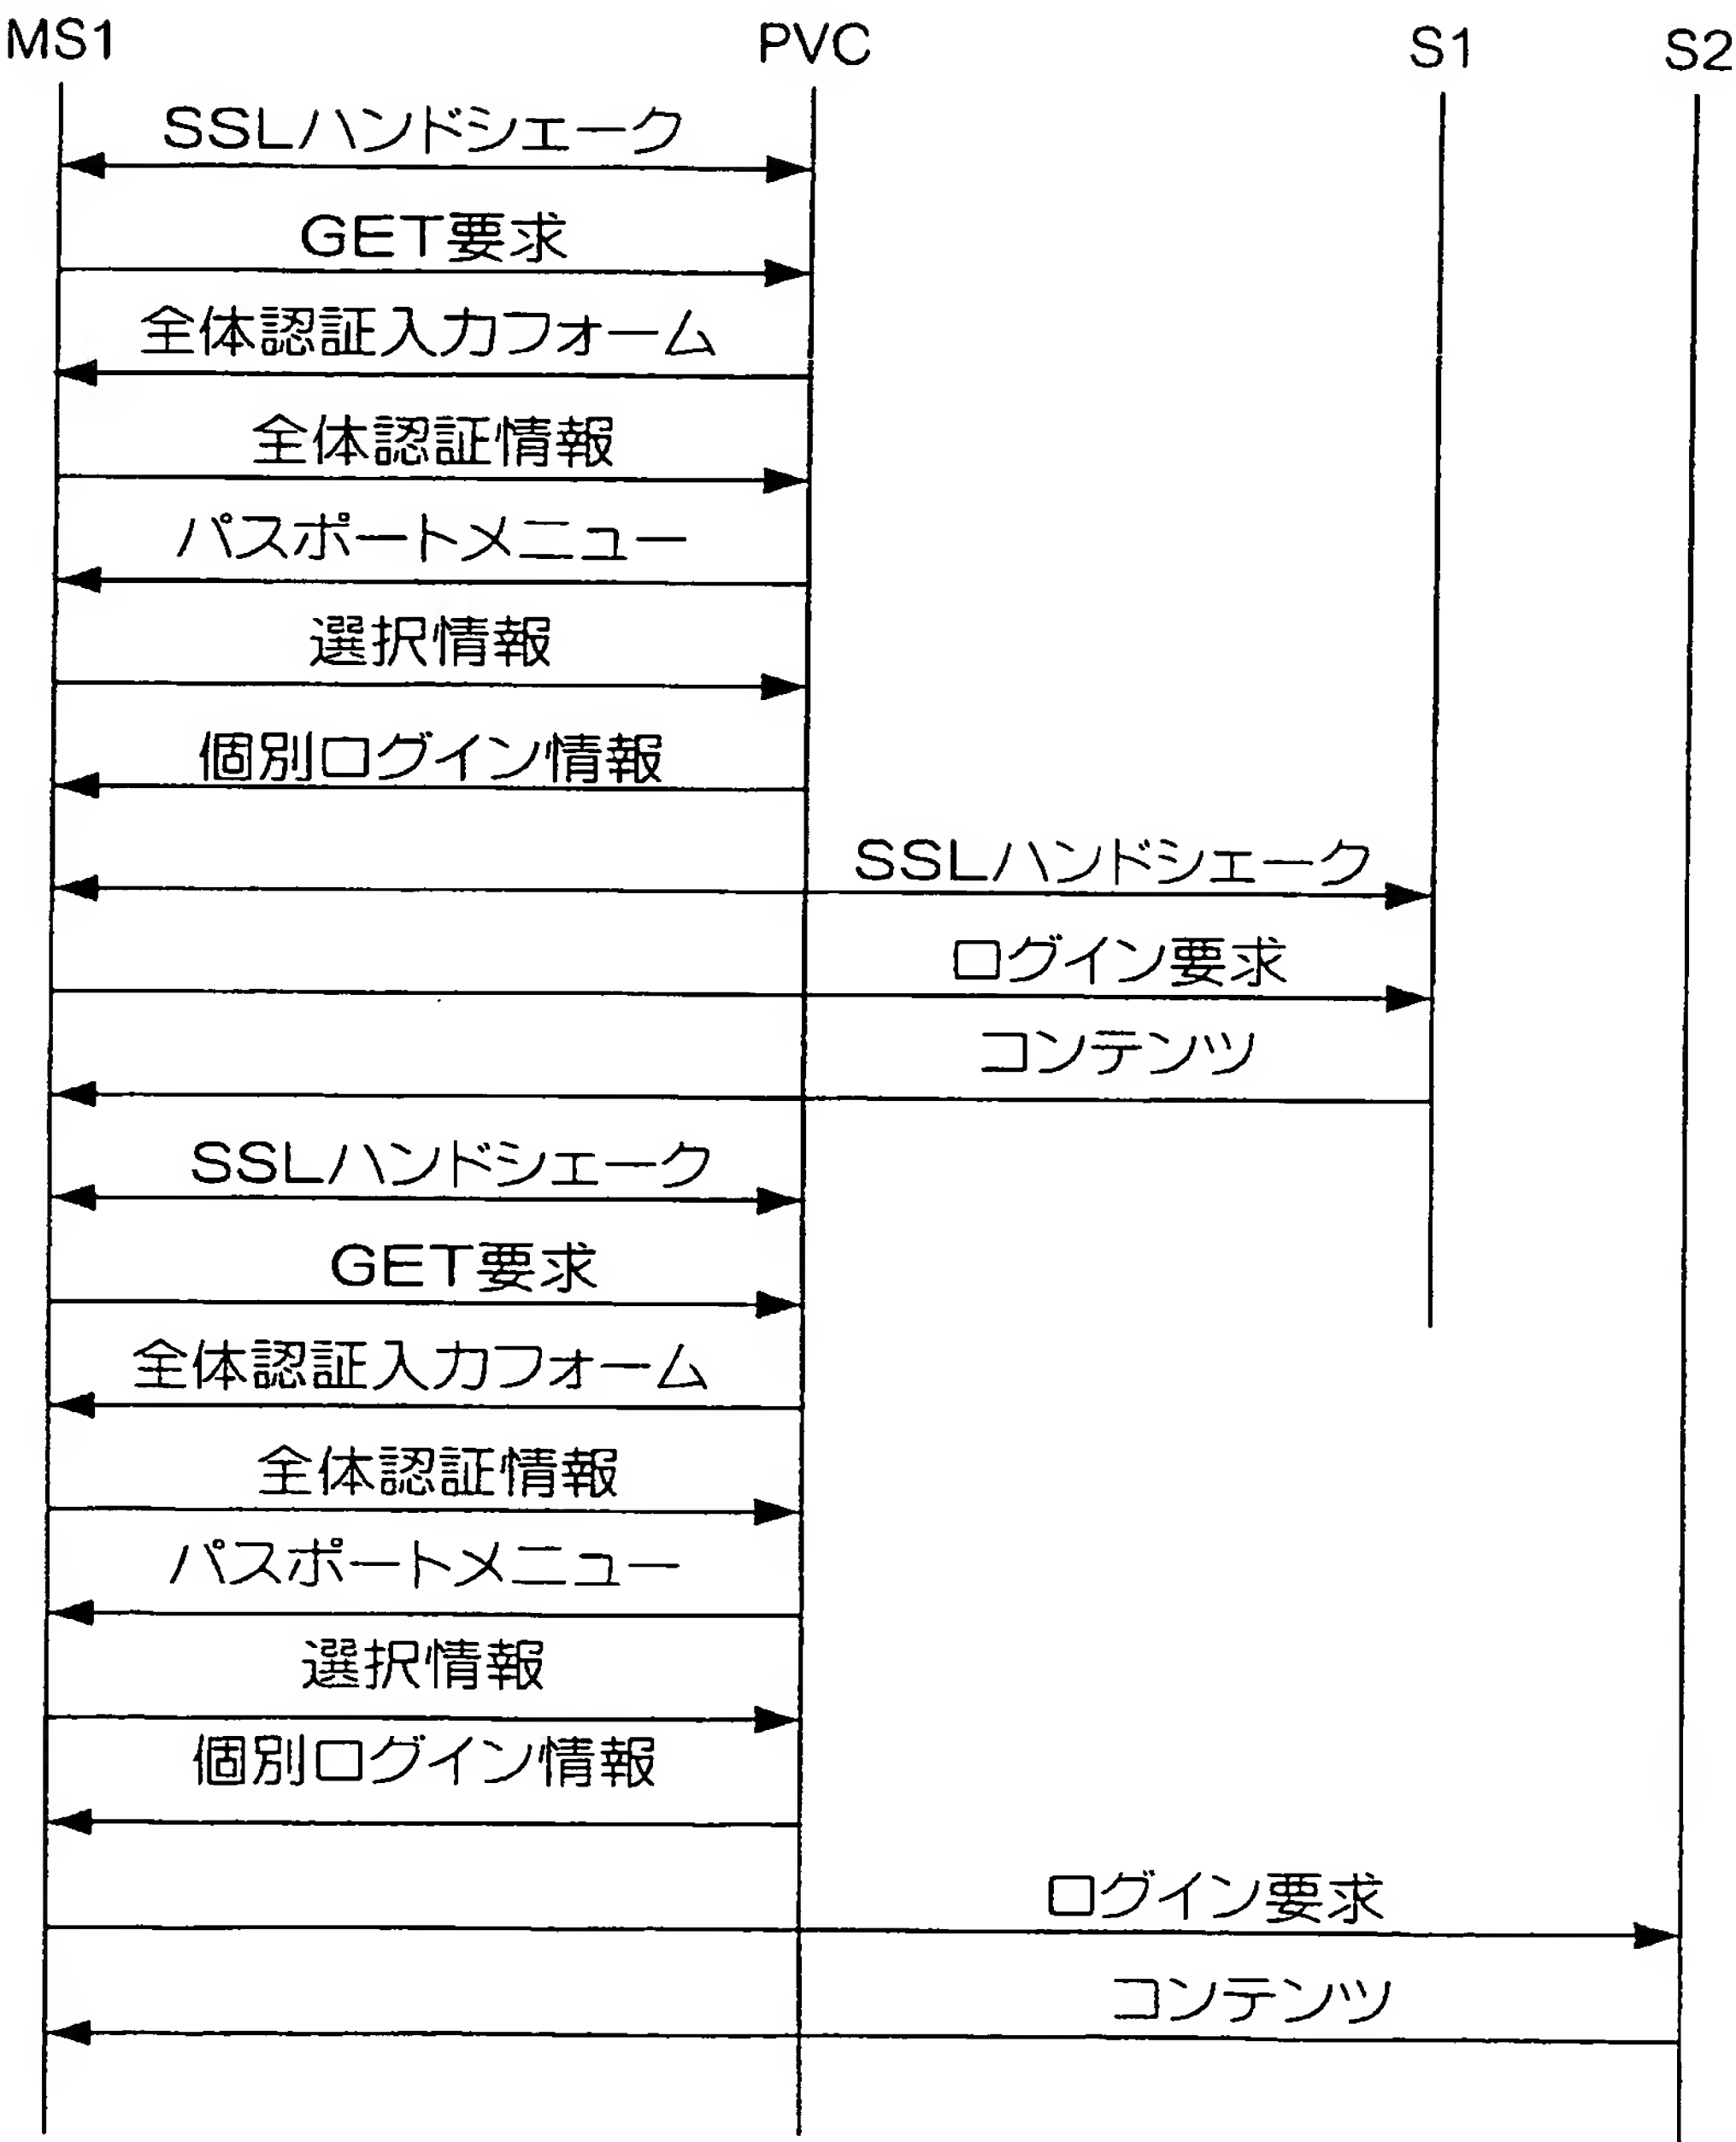 MS1 PVC S1 S2
SSLハンドシェーク
GET要求
全体認証入力フォーム
全体認証情報
パスポートメニュー
選択情報
個別ログイン情報
SSLハンドシェーク
ログイン要求
コンテンツ
SSLハンドシェーク
GET要求
全体認証入力フォーム
全体認証情報
パスポートメニュー
選択情報
個別ログイン情報
ログイン要求
コンテンツ